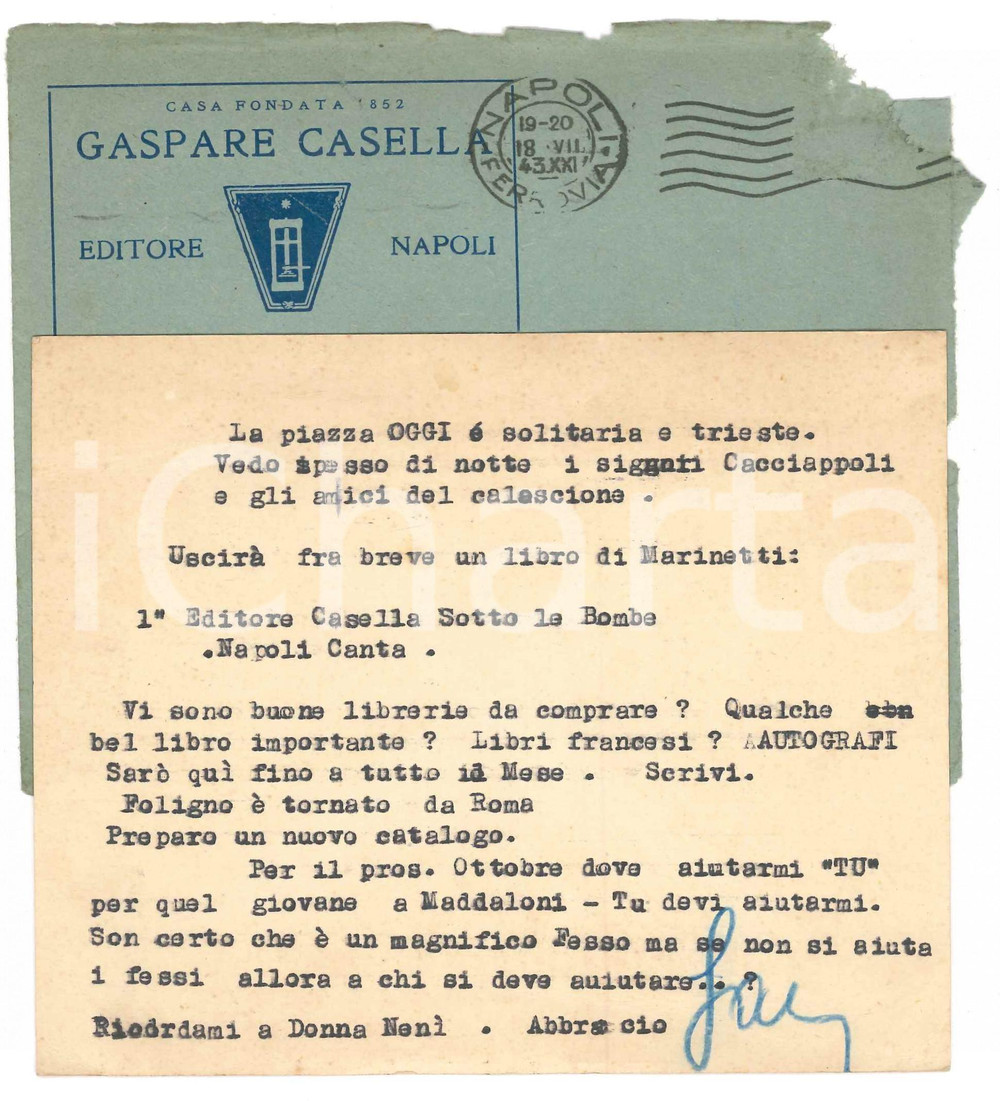 CASA FONDATA 1852
GASPARE CASELLA
EDITORE NAPOLI
NAPOLI FERROVIA
19-20
18 VII
43.XXI
La piazza OGGI é solitaria e trieste.
Vedo spesso di notte i signori Cacciappoli
e gli amici del calascione .
Uscirà fra breve un libro di Marinetti:
1" Editore Casella Sotto le Bombe
.Napoli Canta .
Vi sono buone librerie da comprare ? Qualche
bel libro importante ? Libri francesi ? AAUTOGRAFI
Sarò quì fino a tutto il Mese . Scrivi.
Foligno è tornato da Roma
Preparo un nuovo catalogo.
Per il pros. Ottobre dove aiutarmi "TU"
per quel giovane a Maddaloni - Tu devi aiutarmi.
Son certo che è un magnifico Fesso ma se non si aiuta
i fessi allora a chi si deve auiutare.. ?
Ricordami a Donna Nenì . Abbraccio
iCharta